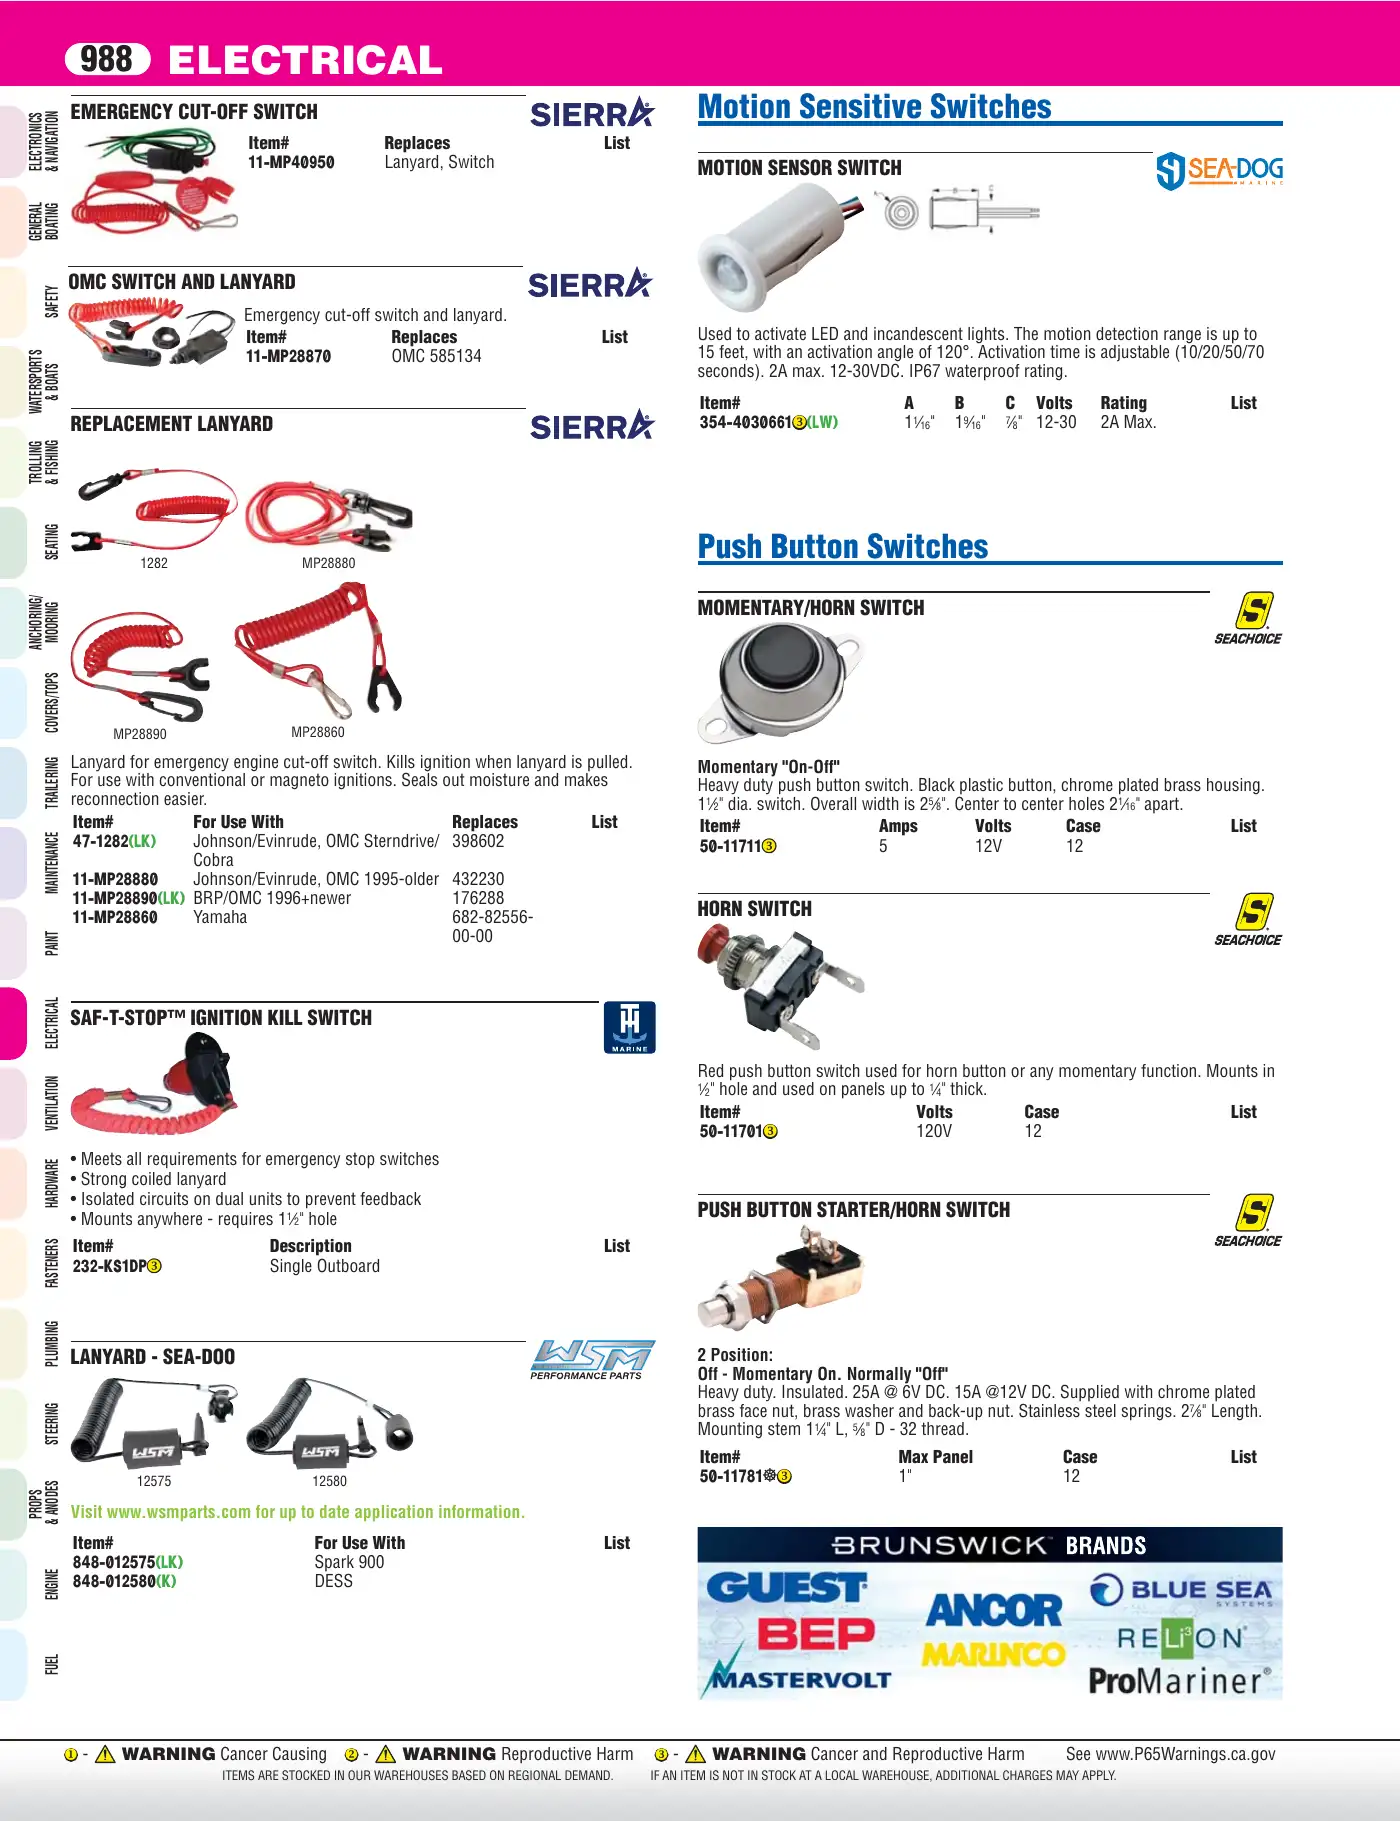 988 ELECTRICAL
ELECTRONICS & NAVIGATION
GENERAL BOATING
SAFETY
WATERSPORTS & BOATS
TROLLING & FISHING
SEATING
ANCHORING/ MOORING
COVERS/TOPS
TRAILERING
MAINTENANCE
PAINT
ELECTRICAL
VENTILATION
HARDWARE
FASTENERS
PLUMBING
STEERING
PROPS & ANODES
ENGINE
FUEL
EMERGENCY CUT-OFF SWITCH
SIERRA
Item# Replaces List
11-MP40950 Lanyard, Switch
OMC SWITCH AND LANYARD
SIERRA
Emergency cut-off switch and lanyard.
Item# Replaces List
11-MP28870 OMC 585134
REPLACEMENT LANYARD
SIERRA
1282 MP28880
MP28890 MP28860
Lanyard for emergency engine cut-off switch. Kills ignition when lanyard is pulled.
For use with conventional or magneto ignitions. Seals out moisture and makes
reconnection easier.
Item# For Use With Replaces List
47-1282(LK) Johnson/Evinrude, OMC Sterndrive/ 398602
Cobra
11-MP28880 Johnson/Evinrude, OMC 1995-older 432230
11-MP28890(LK) BRP/OMC 1996+newer 176288
11-MP28860 Yamaha 682-82556-
00-00
SAF-T-STOP™ IGNITION KILL SWITCH
TH MARINE
• Meets all requirements for emergency stop switches
• Strong coiled lanyard
• Isolated circuits on dual units to prevent feedback
• Mounts anywhere - requires 1½" hole
Item# Description List
232-KS1DP3 Single Outboard
LANYARD - SEA-DOO
WSM
PERFORMANCE PARTS
WSM WSM
12575 12580
Visit www.wsmparts.com for up to date application information.
Item# For Use With List
848-012575(LK) Spark 900
848-012580(K) DESS
Motion Sensitive Switches
MOTION SENSOR SWITCH
SEA-DOG
MARINE
Used to activate LED and incandescent lights. The motion detection range is up to
15 feet, with an activation angle of 120°. Activation time is adjustable (10/20/50/70
seconds). 2A max. 12-30VDC. IP67 waterproof rating.
Item# A B C Volts Rating List
354-40306613(LW) 1 1⁄16" 1 9⁄16" ⅞" 12-30 2A Max.
Push Button Switches
MOMENTARY/HORN SWITCH
S
SEACHOICE
Momentary "On-Off"
Heavy duty push button switch. Black plastic button, chrome plated brass housing.
1½" dia. switch. Overall width is 2⅝". Center to center holes 2 1⁄16" apart.
Item# Amps Volts Case List
50-117113 5 12V 12
HORN SWITCH
S
SEACHOICE
Red push button switch used for horn button or any momentary function. Mounts in
½" hole and used on panels up to ¼" thick.
Item# Volts Case List
50-117013 120V 12
PUSH BUTTON STARTER/HORN SWITCH
S
SEACHOICE
2 Position:
Off - Momentary On. Normally "Off"
Heavy duty. Insulated. 25A @ 6V DC. 15A @12V DC. Supplied with chrome plated
brass face nut, brass washer and back-up nut. Stainless steel springs. 2⅞" Length.
Mounting stem 1¼" L, ⅝" D - 32 thread.
Item# Max Panel Case List
50-11781☸3 1" 12
BRUNSWICK™ BRANDS
GUEST
ANCOR
BLUE SEA SYSTEMS
BEP
MARINCO
RELi3ON
MASTERVOLT
ProMariner®
1 - ⚠ WARNING Cancer Causing 2 - ⚠ WARNING Reproductive Harm 3 - ⚠ WARNING Cancer and Reproductive Harm See www.P65Warnings.ca.gov
ITEMS ARE STOCKED IN OUR WAREHOUSES BASED ON REGIONAL DEMAND. IF AN ITEM IS NOT IN STOCK AT A LOCAL WAREHOUSE, ADDITIONAL CHARGES MAY APPLY.